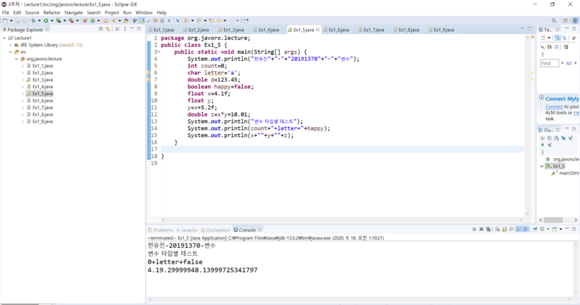 2주차 - Lecture1/src/org.javoro.lecture/Ex1_5.java - Eclipse IDE
File Edit Source Refactor Navigate Search Project Run Window Help
Package Explorer
Lecture1
JRE System Library [JavaSE-13]
src
org.javoro.lecture
Ex1_1.java
Ex1_2.java
Ex1_3.java
Ex1_4.java
Ex1_5.java
Ex1_6.java
Ex1_7.java
Ex1_8.java
Ex1_9.java
Ex1_1.java Ex1_2.java Ex1_3.java Ex1_4.java Ex1_5.java Ex1_6.java Ex1_7.java Ex1_8.java Ex1_9.java
1 package org.javoro.lecture;
2 public class Ex1_5 {
3 public static void main(String[] args) {
4 System.out.println("한유진"+"-"+"20191370"+"-"+"변수");
5 int count=0;
6 char letter='a';
7 double d=123.45;
8 boolean happy=false;
9 float x=4.1f;
10 float y;
11 y=x+5.2f;
12 double z=x*y+10.01;
13 System.out.println("변수 타입별 테스트");
14 System.out.println(count+"+letter+"+happy);
15 System.out.println(x+""+y+""+z);
16 }
17
18 }
19
Find All
Connect Myly
Connect to your
ALM tools or
task.
Ou...
org.javoro.lec
Ex1_5
main(Strin
Problems Javadoc Declaration Console
<terminated> Ex1_5 [Java Application] C:₩Program Files₩Java₩jdk-13.0.2₩bin₩javaw.exe (2020. 9. 18. 오전 1:10:21)
한유진-20191370-변수
변수 타입별 테스트
0+letter+false
4.19.29999948.13999725341797